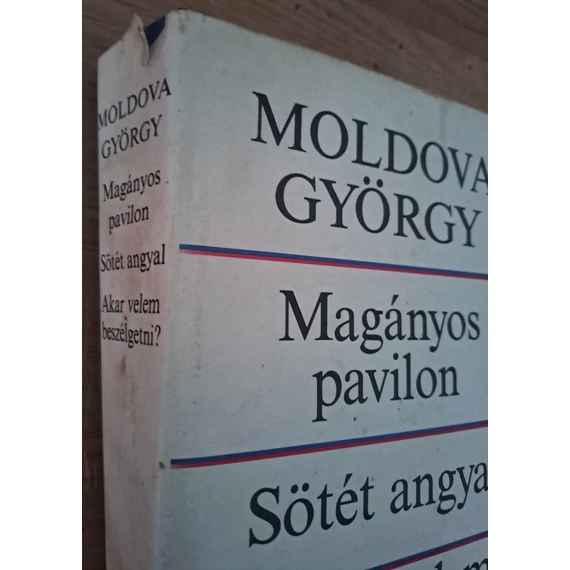 MOLDOVA
GYÖRGY
Magányos
pavilon
Sötét angyal
Akar velem
beszélgetni?
MOLDOVA
GYÖRGY
Magányos
pavilon
Sötét angya